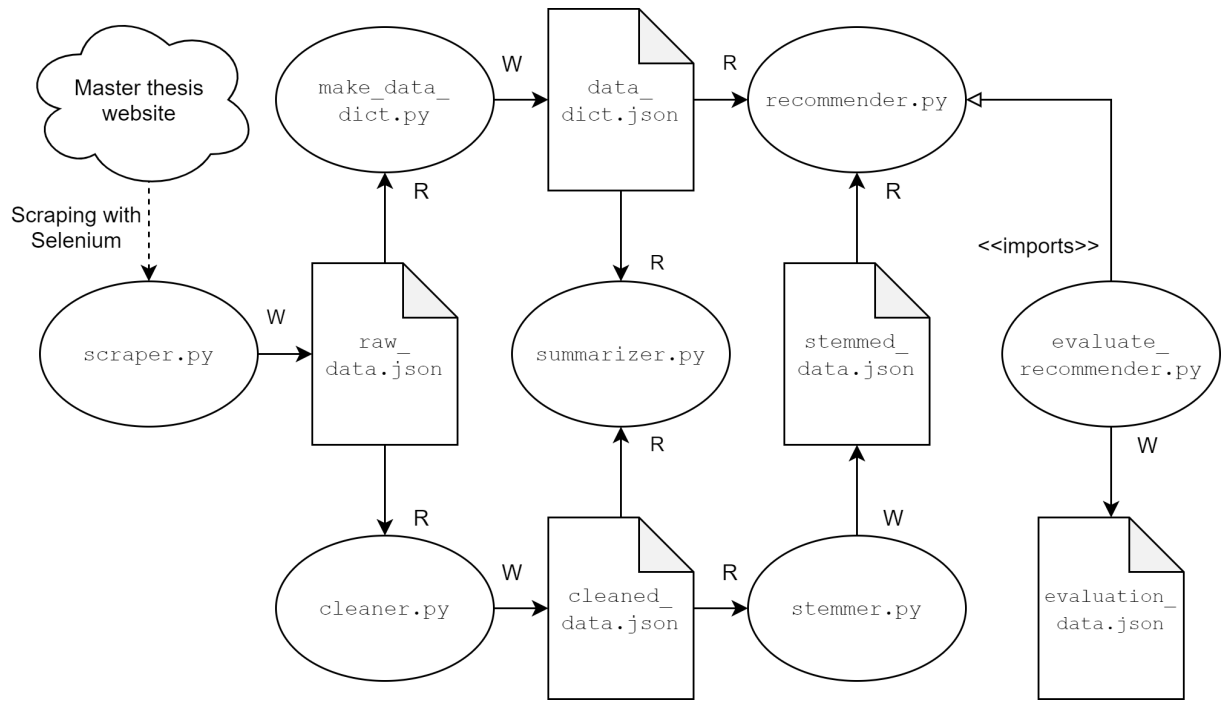 Master thesis
website
make_data_
dict.py
W
data_
dict.json
R
recommender.py
R
R
Scraping with
Selenium
<<imports>>
R
scraper.py
W
raw_
data.json
summarizer.py
stemmed_
data.json
evaluate_
recommender.py
R
W
R
W
cleaner.py
W
cleaned_
data.json
R
stemmer.py
evaluation_
data.json